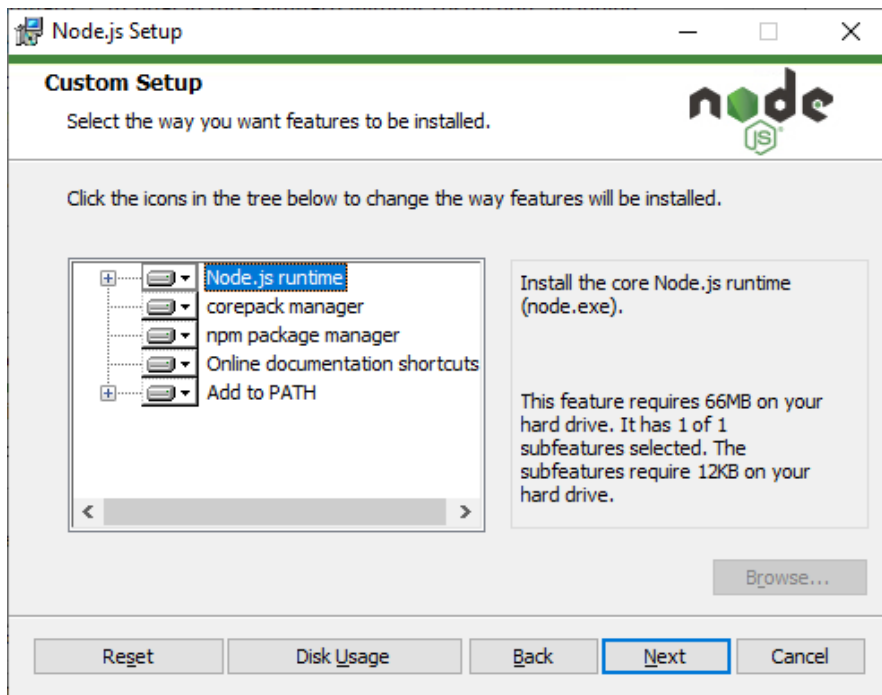 Node.js Setup
Custom Setup
Select the way you want features to be installed.
node
JS
Click the icons in the tree below to change the way features will be installed.
Node.js runtime
corepack manager
npm package manager
Online documentation shortcuts
Add to PATH
Install the core Node.js runtime
(node.exe).
This feature requires 66MB on your
hard drive. It has 1 of 1
subfeatures selected. The
subfeatures require 12KB on your
hard drive.
Browse...
Reset
Disk Usage
Back
Next
Cancel